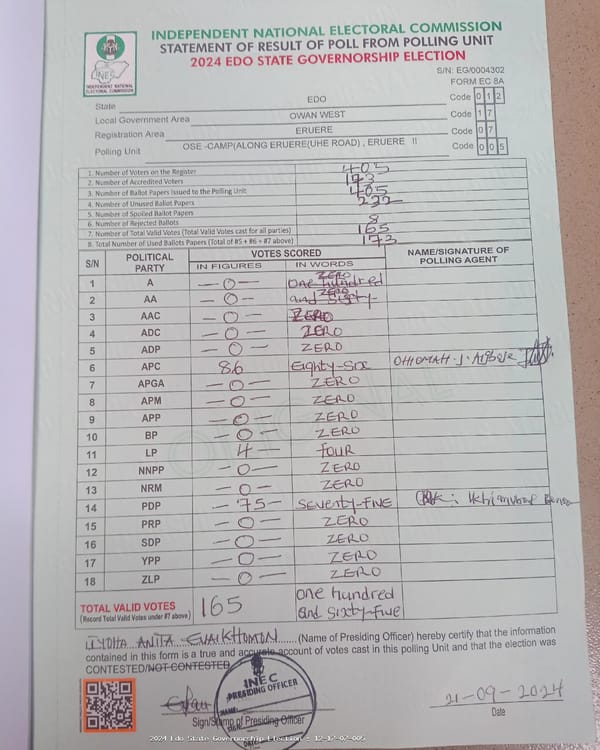 INDEPENDENT NATIONAL ELECTORAL COMMISSION
STATEMENT OF RESULT OF POLL FROM POLLING UNIT
2024 EDO STATE GOVERNORSHIP ELECTION
INEC
INDEPENDENT NATIONAL
ELECTORAL COMMISSION
S/N: EG/0004302
FORM EC 8A
State EDO Code 0 1 2
Local Government Area OWAN WEST Code 1 7
Registration Area ERUERE Code 0 7
Polling Unit OSE -CAMP(ALONG ERUERE(UHE ROAD) , ERUERE II Code 0 0 5
1. Number of Voters on the Register 405
2. Number of Accredited Voters 173
3. Number of Ballot Papers Issued to the Polling Unit 405
4. Number of Unused Ballot Papers 232
5. Number of Spoiled Ballot Papers
6. Number of Rejected Ballots 8
7. Number of Total Valid Votes (Total Valid Votes cast for all parties) 165
8. Total Number of Used Ballots Papers (Total of #5 + #6 + #7 above) 173
S/N POLITICAL PARTY VOTES SCORED NAME/SIGNATURE OF POLLING AGENT
IN FIGURES IN WORDS
1 A — 0 — ZERO one hundred
2 AA — 0 — ZERO and sixty-
3 AAC — 0 — ZERO
4 ADC — 0 — ZERO
5 ADP — 0 — ZERO
6 APC 86 Eighty-Six OHIOMAH . J .
7 APGA — 0 — ZERO
8 APM — 0 — ZERO
9 APP — 0 — ZERO
10 BP — 0 — ZERO
11 LP 4 — four
12 NNPP — 0 — ZERO
13 NRM — 0 — ZERO
14 PDP — 75 — SEVENTY-FIVE
15 PRP — 0 — ZERO
16 SDP — 0 — ZERO
17 YPP — 0 — ZERO
18 ZLP — 0 — ZERO
TOTAL VALID VOTES 165 one hundred
(Record Total Valid Votes under #7 above) and sixty-five
ANITA (Name of Presiding Officer) hereby certify that the information
contained in this form is a true and accurate account of votes cast in this polling Unit and that the election was
CONTESTED/NOT CONTESTED
INEC
PRESIDING OFFICER
NAME:
SIGN:
DATE:
21-09-2024
Sign/Stamp of Presiding Officer Date
2024 Edo State Governorship Election - 12-17-07-005